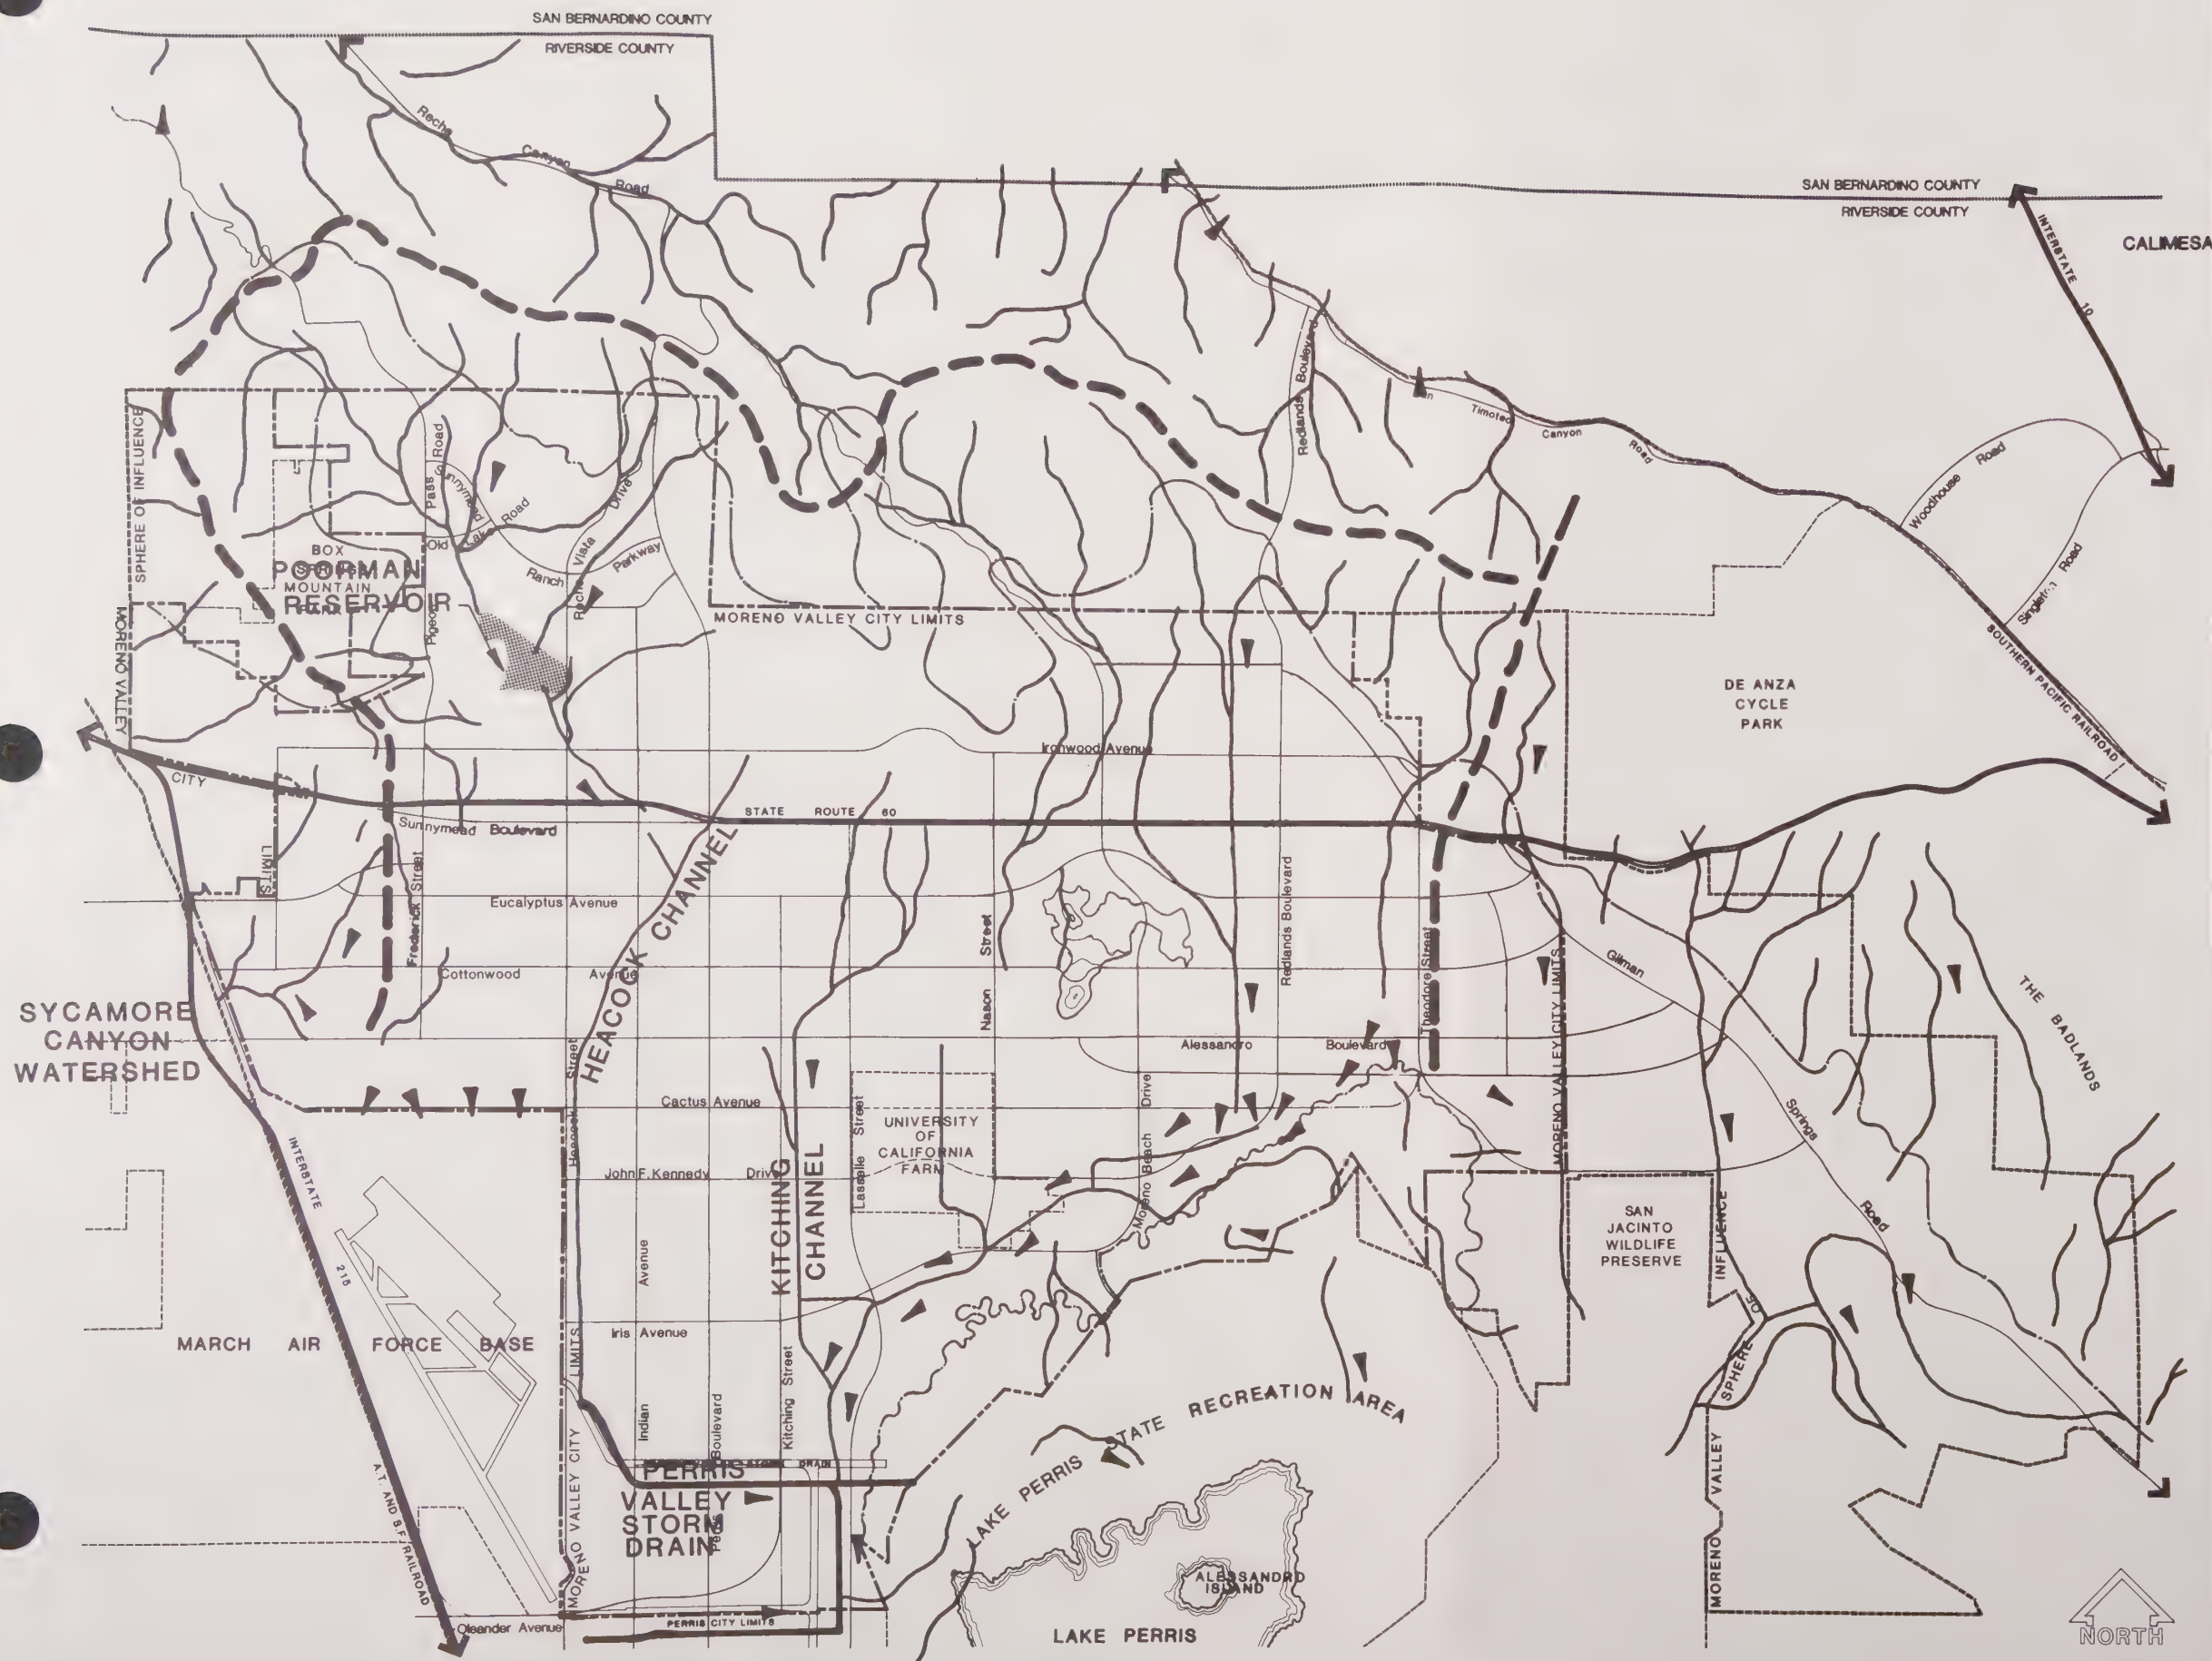 SAN BERNARDINO COUNTY
RIVERSIDE COUNTY
Reche
Canyon
Road
SAN BERNARDINO COUNTY
RIVERSIDE COUNTY
INTERSTATE 10
CALIMESA
Redlands Boulevard
Timoteo
Canyon
Road
Woodhouse Road
Road
SOUTHERN PACIFIC RAILROAD
SPHERE OF INFLUENCE
MORENO VALLEY
CITY
LIMITS
Pigeon
Pass
Road
Sunnymead
Ranch
Parkway
Old
Lake
Road
Reche
Vista
Drive
BOX
MOUNTAIN
POORMAN
RESERVOIR
MORENO VALLEY CITY LIMITS
DE ANZA
CYCLE
PARK
Ironwood Avenue
STATE ROUTE 60
Sunnymead Boulevard
Frederick Street
Eucalyptus Avenue
Cottonwood Avenue
HEACOCK CHANNEL
Nason Street
Redlands Boulevard
Theodore Street
MORENO VALLEY CITY LIMITS
Gilman
Springs
Road
THE BADLANDS
SYCAMORE
CANYON
WATERSHED
Alessandro Boulevard
Cactus Avenue
Heacock
Street
John F. Kennedy Drive
KITCHING
CHANNEL
Lasselle Street
UNIVERSITY
OF
CALIFORNIA
FARM
Moreno Beach Drive
SAN
JACINTO
WILDLIFE
PRESERVE
MORENO VALLEY
SPHERE
OF
INFLUENCE
INTERSTATE
215
MARCH AIR FORCE BASE
A.T. AND S.F. RAILROAD
Iris Avenue
Indian
Avenue
Perris
Boulevard
Kitching Street
MORENO VALLEY CITY LIMITS
DRAIN
PERRIS
VALLEY
STORM
DRAIN
PERRIS CITY LIMITS
Oleander Avenue
LAKE PERRIS STATE RECREATION AREA
ALESSANDRO
ISLAND
LAKE PERRIS
NORTH